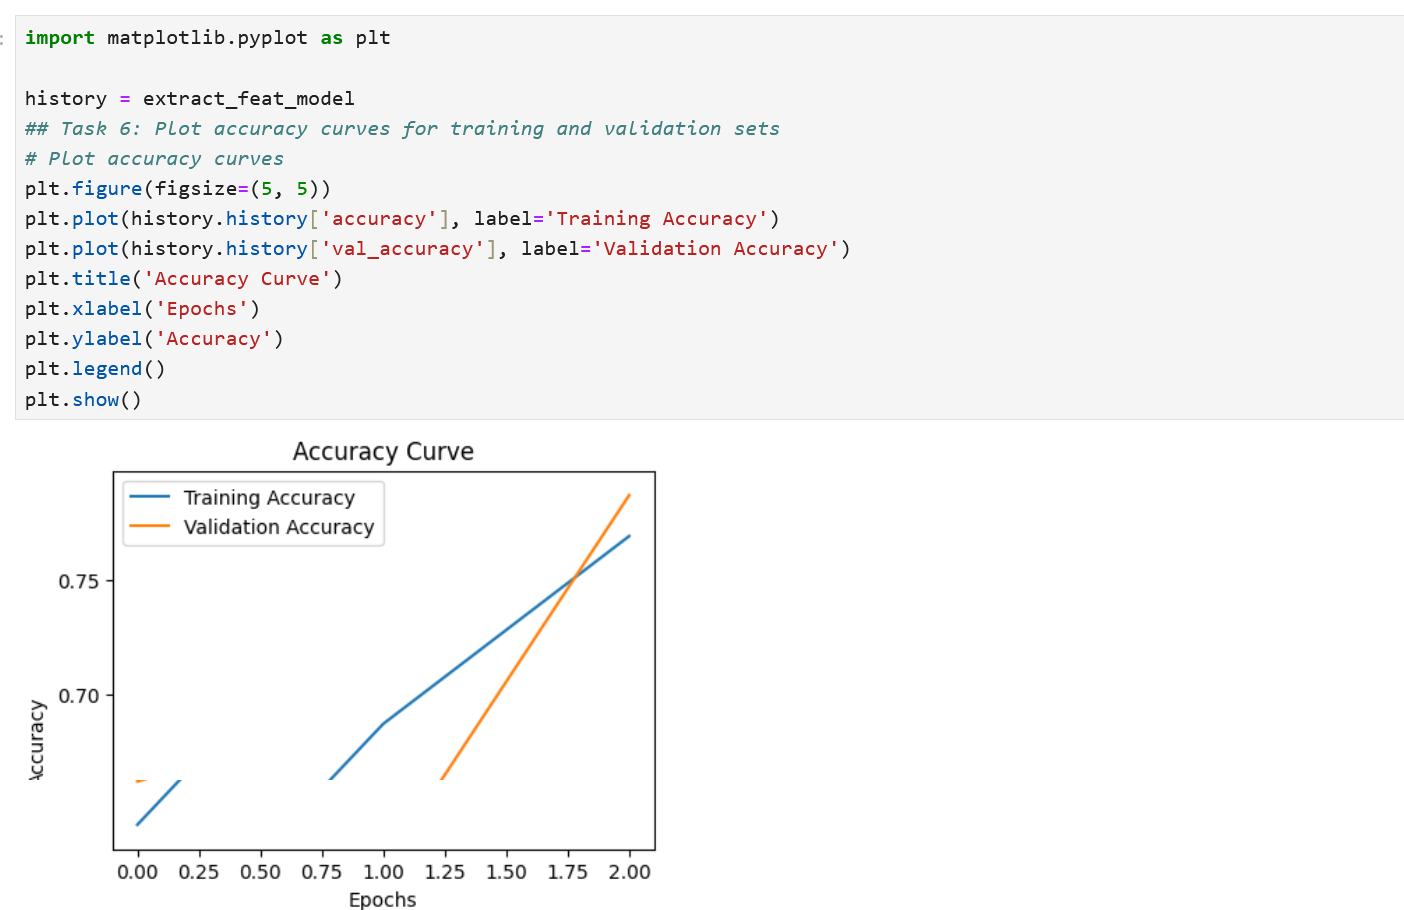 import matplotlib.pyplot as plt
history = extract_feat_model
## Task 6: Plot accuracy curves for training and validation sets
# Plot accuracy curves
plt.figure(figsize=(5, 5))
plt.plot(history.history['accuracy'], label='Training Accuracy')
plt.plot(history.history['val_accuracy'], label='Validation Accuracy')
plt.title('Accuracy Curve')
plt.xlabel('Epochs')
plt.ylabel('Accuracy')
plt.legend()
plt.show()
Accuracy Curve
Training Accuracy
Validation Accuracy
0.75
0.70
Accuracy
0.00 0.25 0.50 0.75 1.00 1.25 1.50 1.75 2.00
Epochs